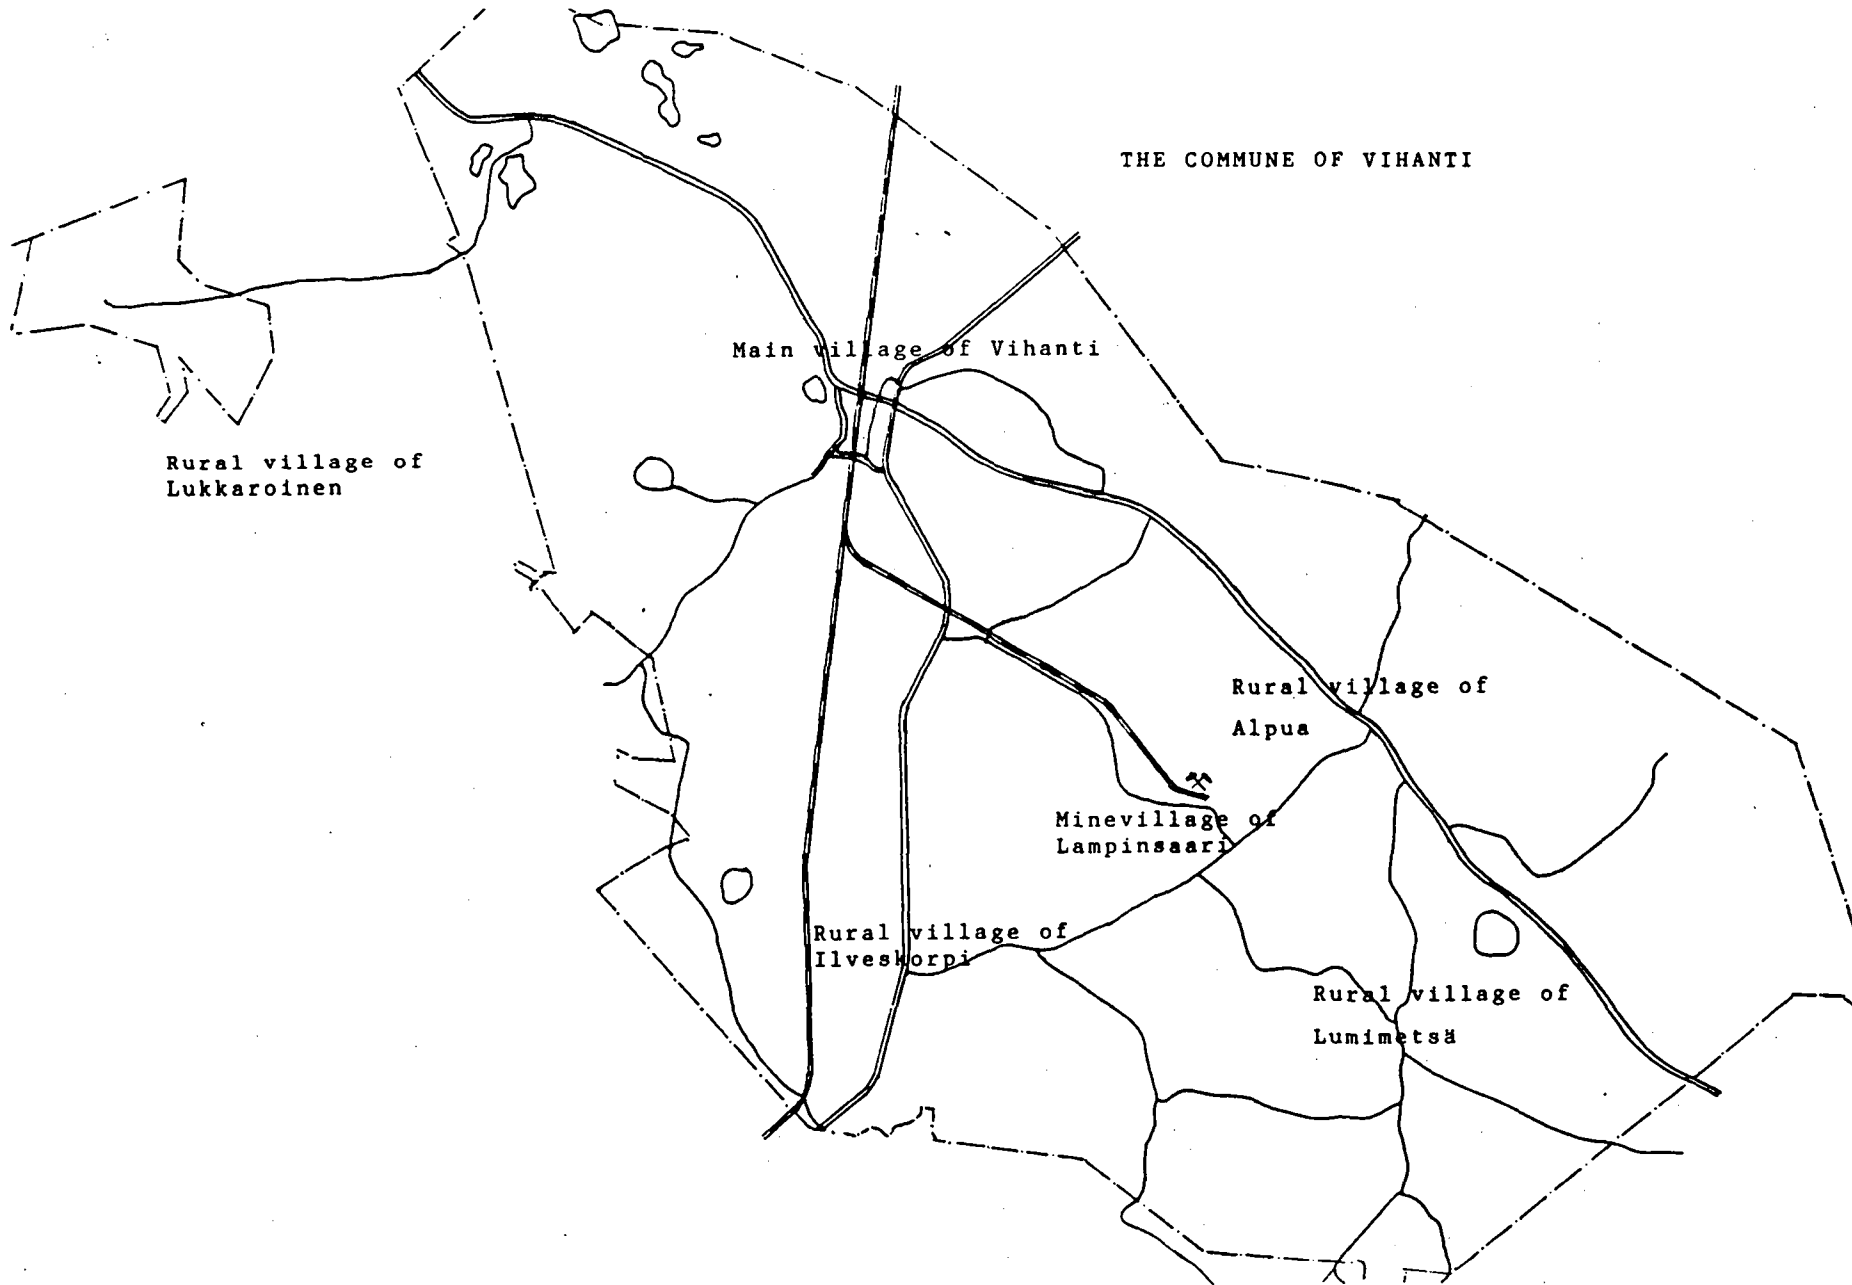 THE COMMUNE OF VIHANTI
Main village of Vihanti
Rural village of
Lukkaroinen
Rural village of
Alpua
Minevillage of
Lampinsaari
Rural village of
Ilveskorpi
Rural village of
Lumimetsä